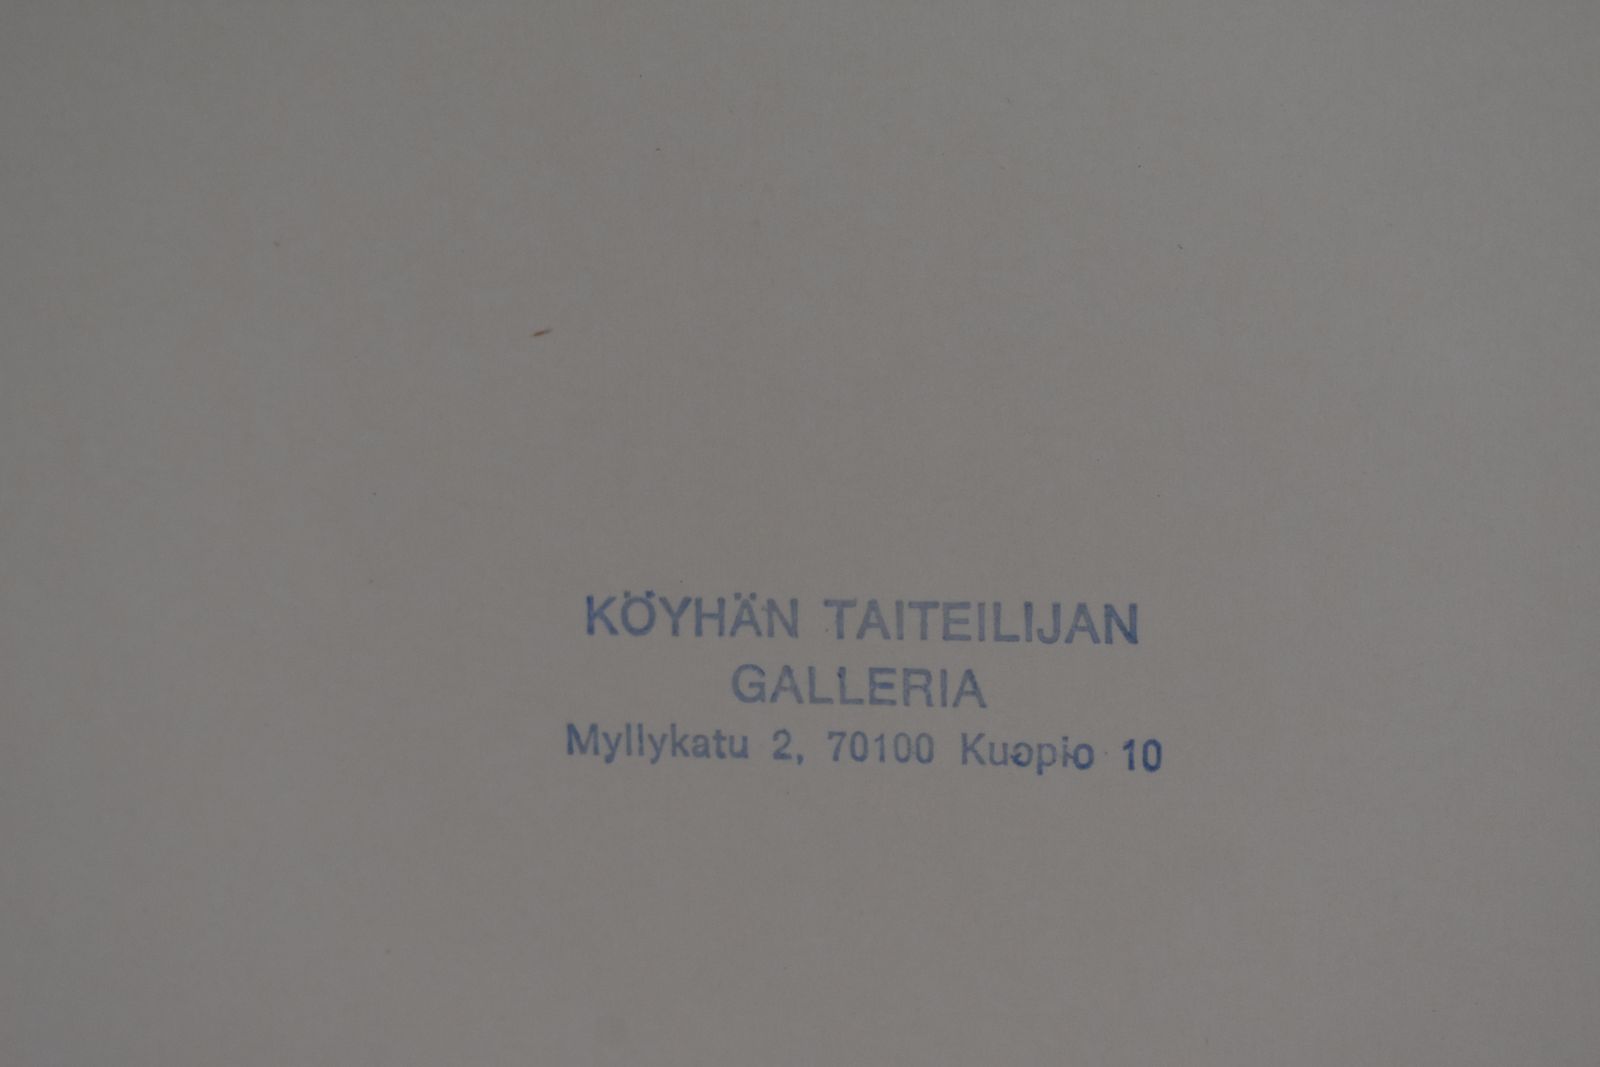 KÖYHÄN TAITEILIJAN
GALLERIA
Myllykatu 2, 70100 Kuopio 10